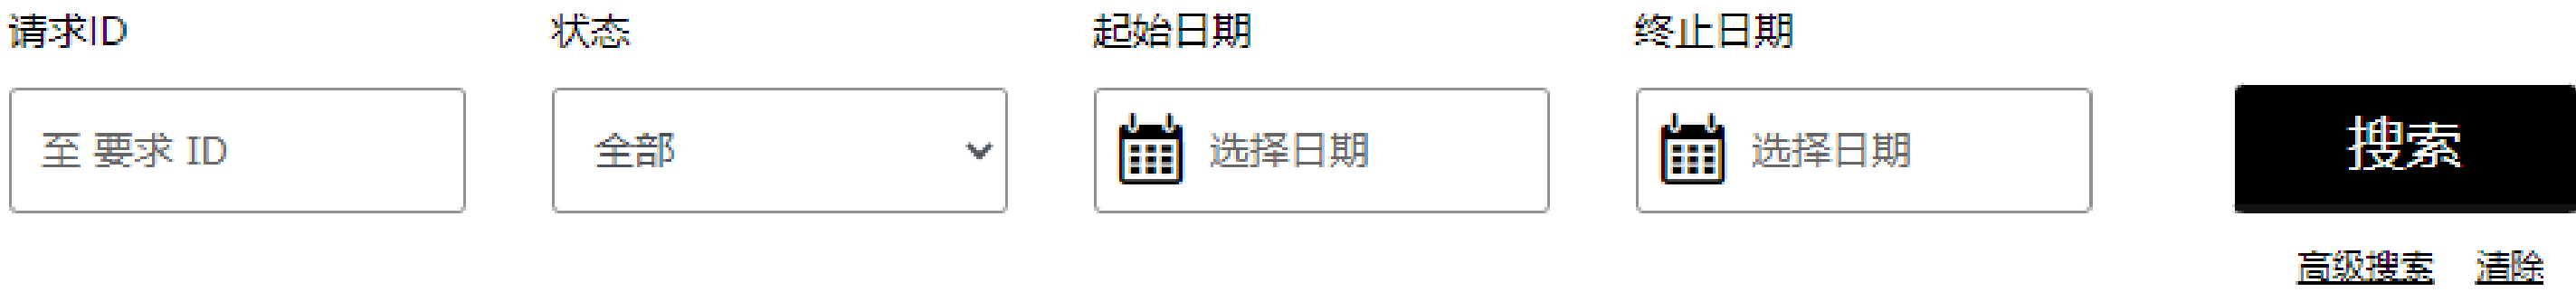 请求ID 状态 起始日期 终止日期
至 要求 ID 全部 选择日期 选择日期 搜索
高级搜索 清除